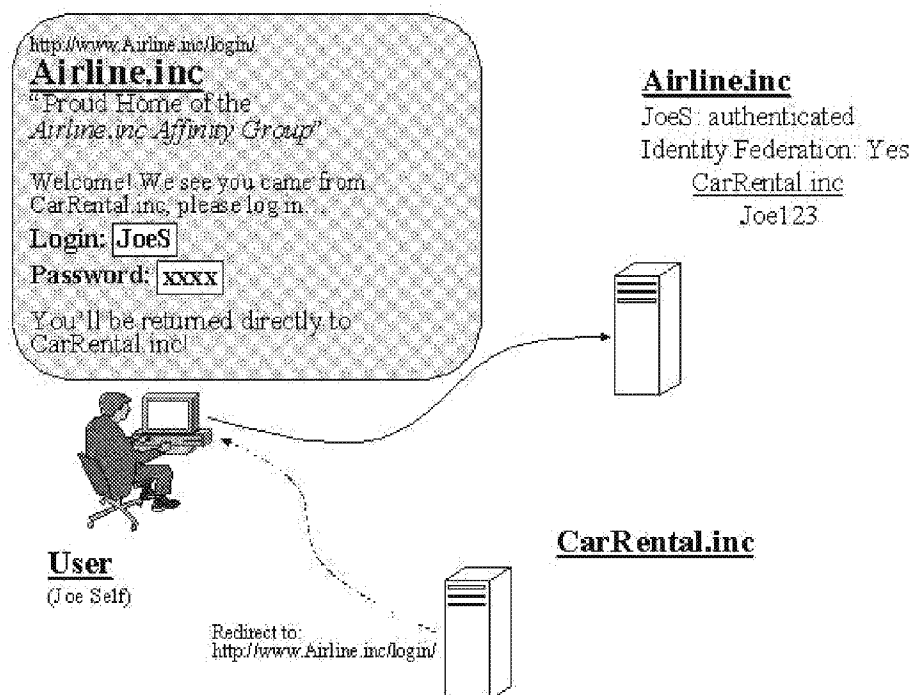 http://www.Airline.inc/login/
Airline.inc
"Proud Home of the
Airline.inc Affinity Group"
Welcome! We see you came from
CarRental.inc, please log in...
Login: JoeS
Password: xxxx
You'll be returned directly to
CarRental.inc!
Airline.inc
JoeS: authenticated
Identity Federation: Yes
CarRental.inc
Joe123
User
(Joe Self)
CarRental.inc
Redirect to:
http://www.Airline.inc/login/